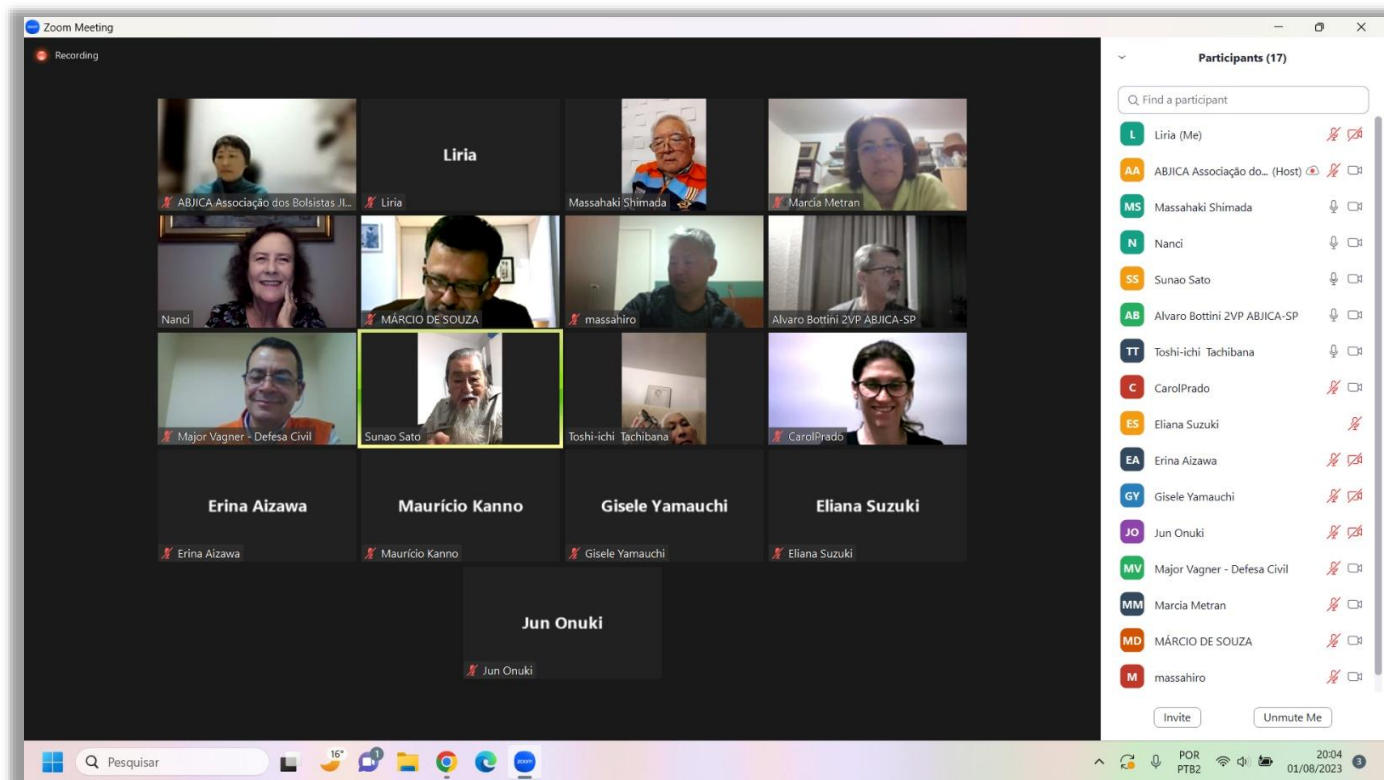 Zoom Meeting
Recording
ABJICA Associação dos Bolsistas JI...
Liria
Liria
Massahaki Shimada
Marcia Metran
Nanci
MÁRCIO DE SOUZA
massahiro
Alvaro Bottini 2VP ABJICA-SP
Major Vagner - Defesa Civil
Sunao Sato
Toshi-ichi Tachibana
CarolPrado
Erina Aizawa
Erina Aizawa
Maurício Kanno
Maurício Kanno
Gisele Yamauchi
Gisele Yamauchi
Eliana Suzuki
Eliana Suzuki
Jun Onuki
Jun Onuki
Participants (17)
Find a participant
L Liria (Me)
AA ABJICA Associação do... (Host)
MS Massahaki Shimada
N Nanci
SS Sunao Sato
AB Alvaro Bottini 2VP ABJICA-SP
TT Toshi-ichi Tachibana
C CarolPrado
ES Eliana Suzuki
EA Erina Aizawa
GY Gisele Yamauchi
JO Jun Onuki
MV Major Vagner - Defesa Civil
MM Marcia Metran
MD MÁRCIO DE SOUZA
M massahiro
Invite Unmute Me
Pesquisar
16°
1
zoom
POR
PTB2
20:04
01/08/2023
3